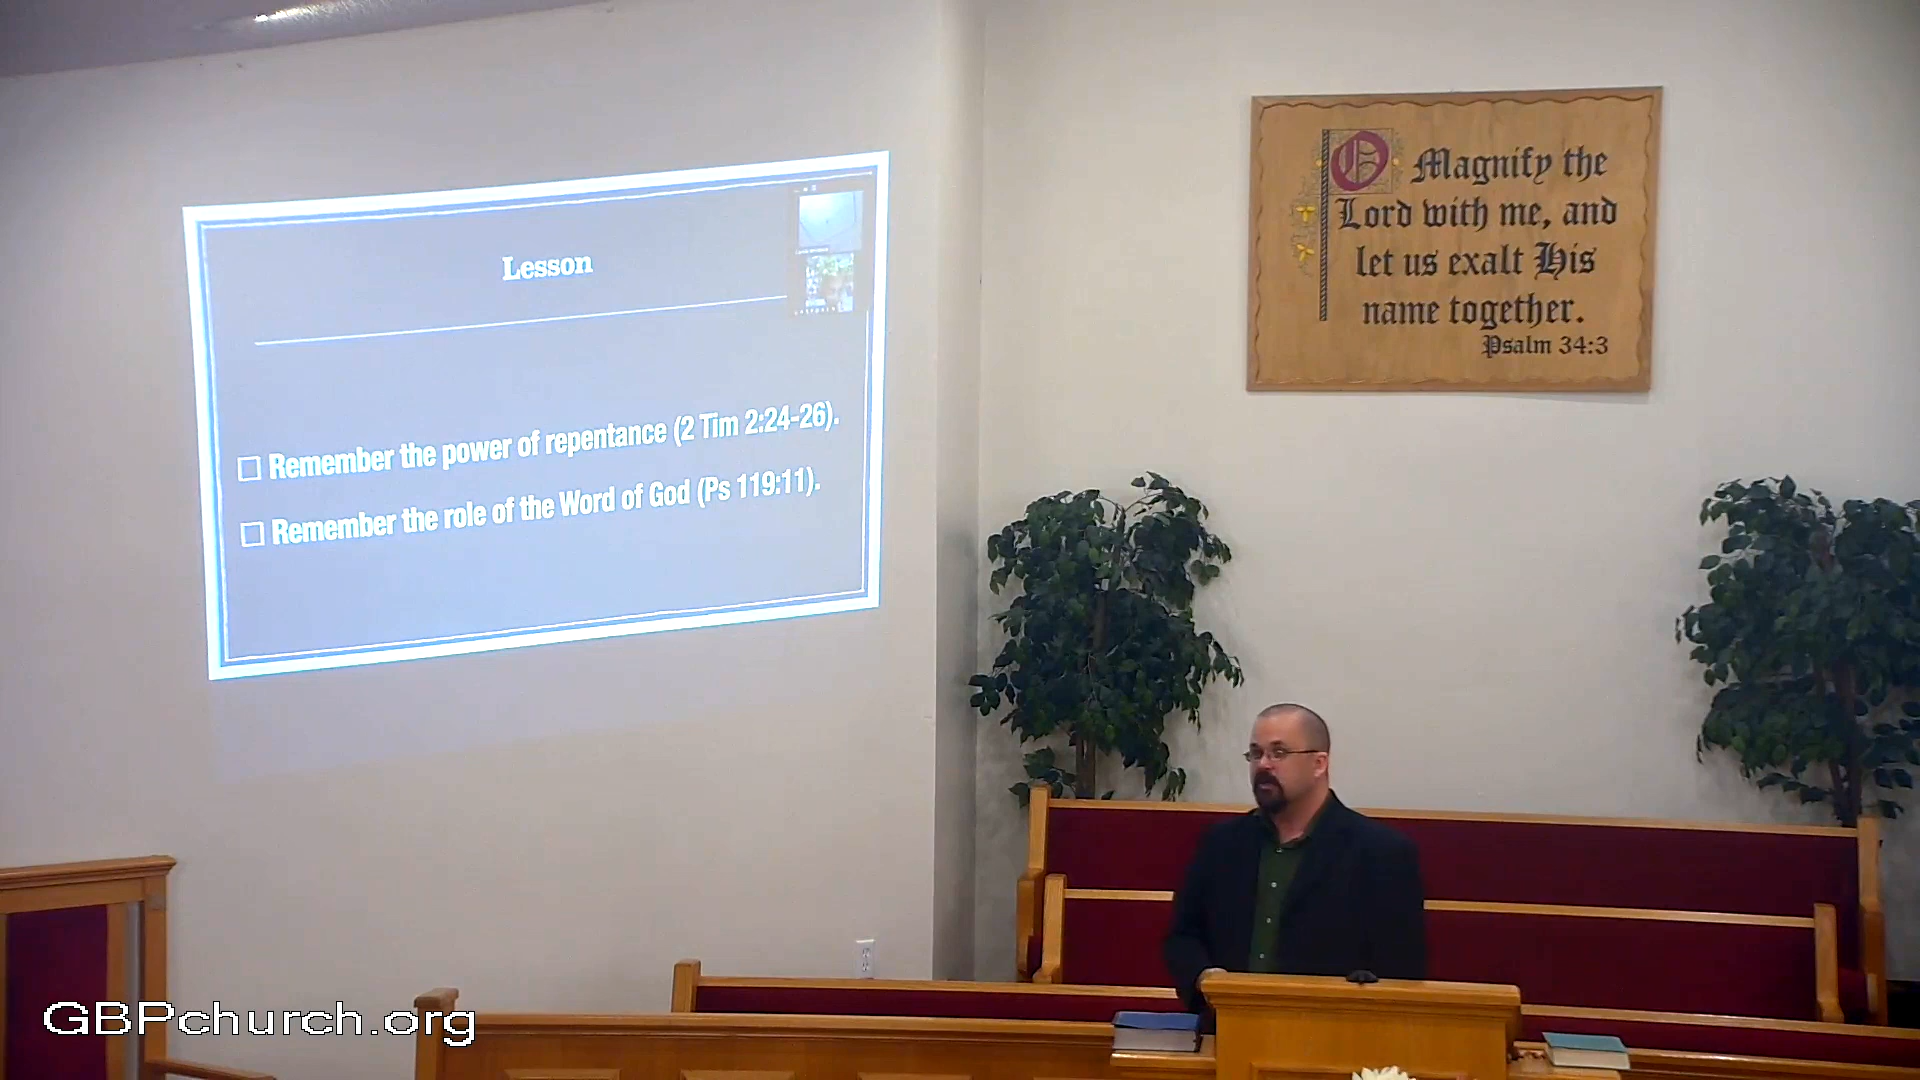 Lesson
Remember the power of repentance (2 Tim 2:24-26).
Remember the role of the Word of God (Ps 119:11).
O Magnify the
Lord with me, and
let us exalt His
name together.
Psalm 34:3
GBPchurch.org